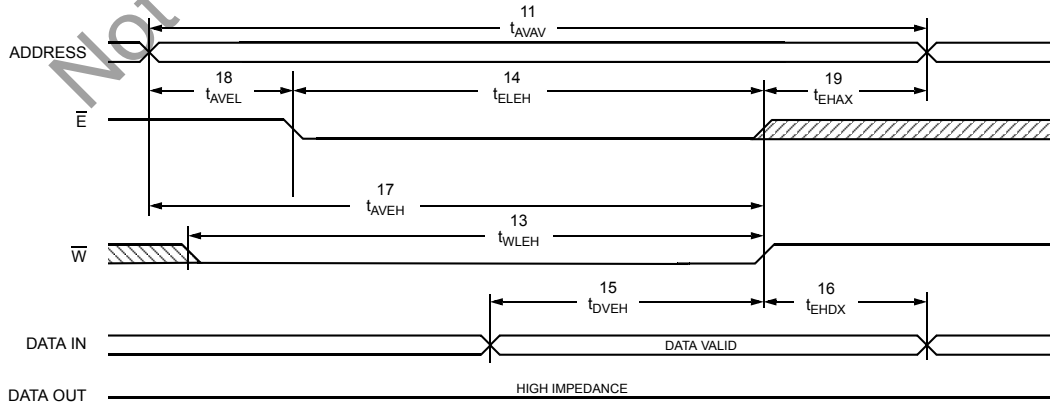 11
tAVAV
ADDRESS
18
tAVEL
14
tELEH
19
tEHAX
E
17
tAVEH
13
tWLEH
W
15
tDVEH
16
tEHDX
DATA IN
DATA VALID
DATA OUT
HIGH IMPEDANCE
Not